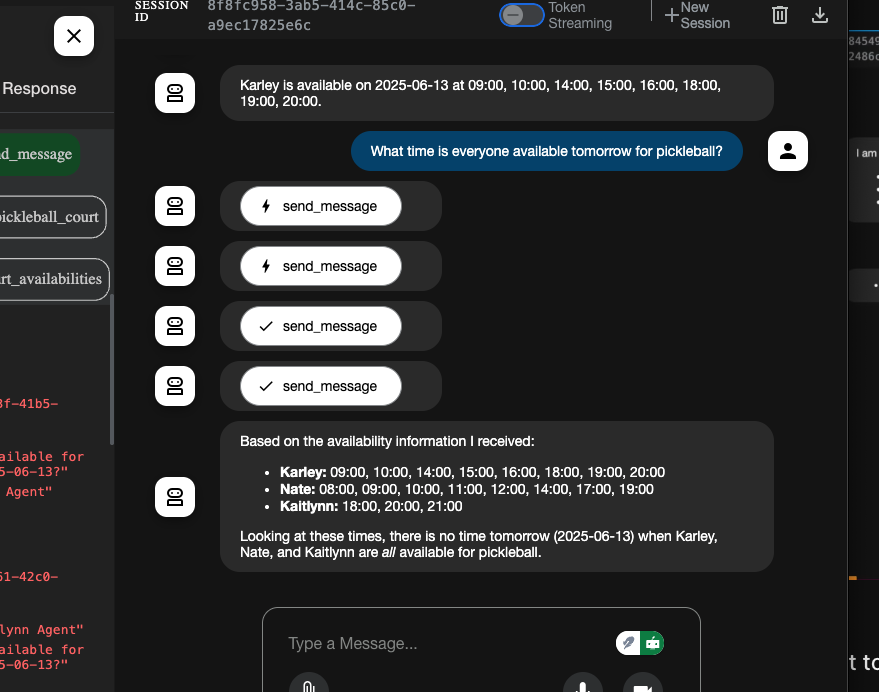 SESSION
ID
8f8fc958-3ab5-414c-85c0-
a9ec17825e6c
Token
Streaming
New
Session
Response
d_message
pickleball_court
rt_availabilities
3f-41b5-
ailable for
5-06-13?"
Agent"
51-42c0-
lynn Agent"
ailable for
5-06-13?"
Karley is available on 2025-06-13 at 09:00, 10:00, 14:00, 15:00, 16:00, 18:00,
19:00, 20:00.
What time is everyone available tomorrow for pickleball?
send_message
send_message
send_message
send_message
Based on the availability information I received:
• Karley: 09:00, 10:00, 14:00, 15:00, 16:00, 18:00, 19:00, 20:00
• Nate: 08:00, 09:00, 10:00, 11:00, 12:00, 14:00, 17:00, 19:00
• Kaitlynn: 18:00, 20:00, 21:00
Looking at these times, there is no time tomorrow (2025-06-13) when Karley,
Nate, and Kaitlynn are all available for pickleball.
Type a Message...
84549
2486c
I am
t to